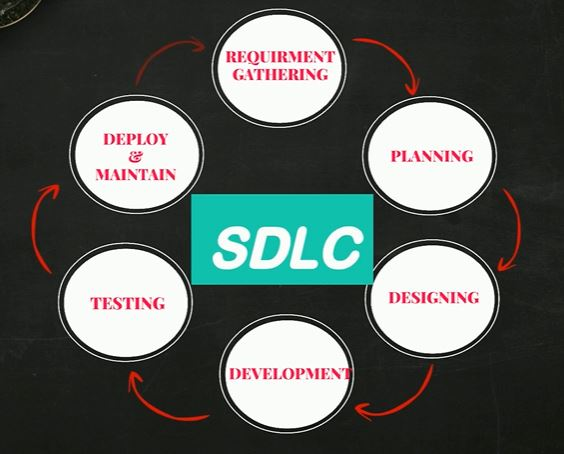 REQUIRMENT
GATHERING
PLANNING
DESIGNING
DEVELOPMENT
TESTING
DEPLOY
&
MAINTAIN
SDLC